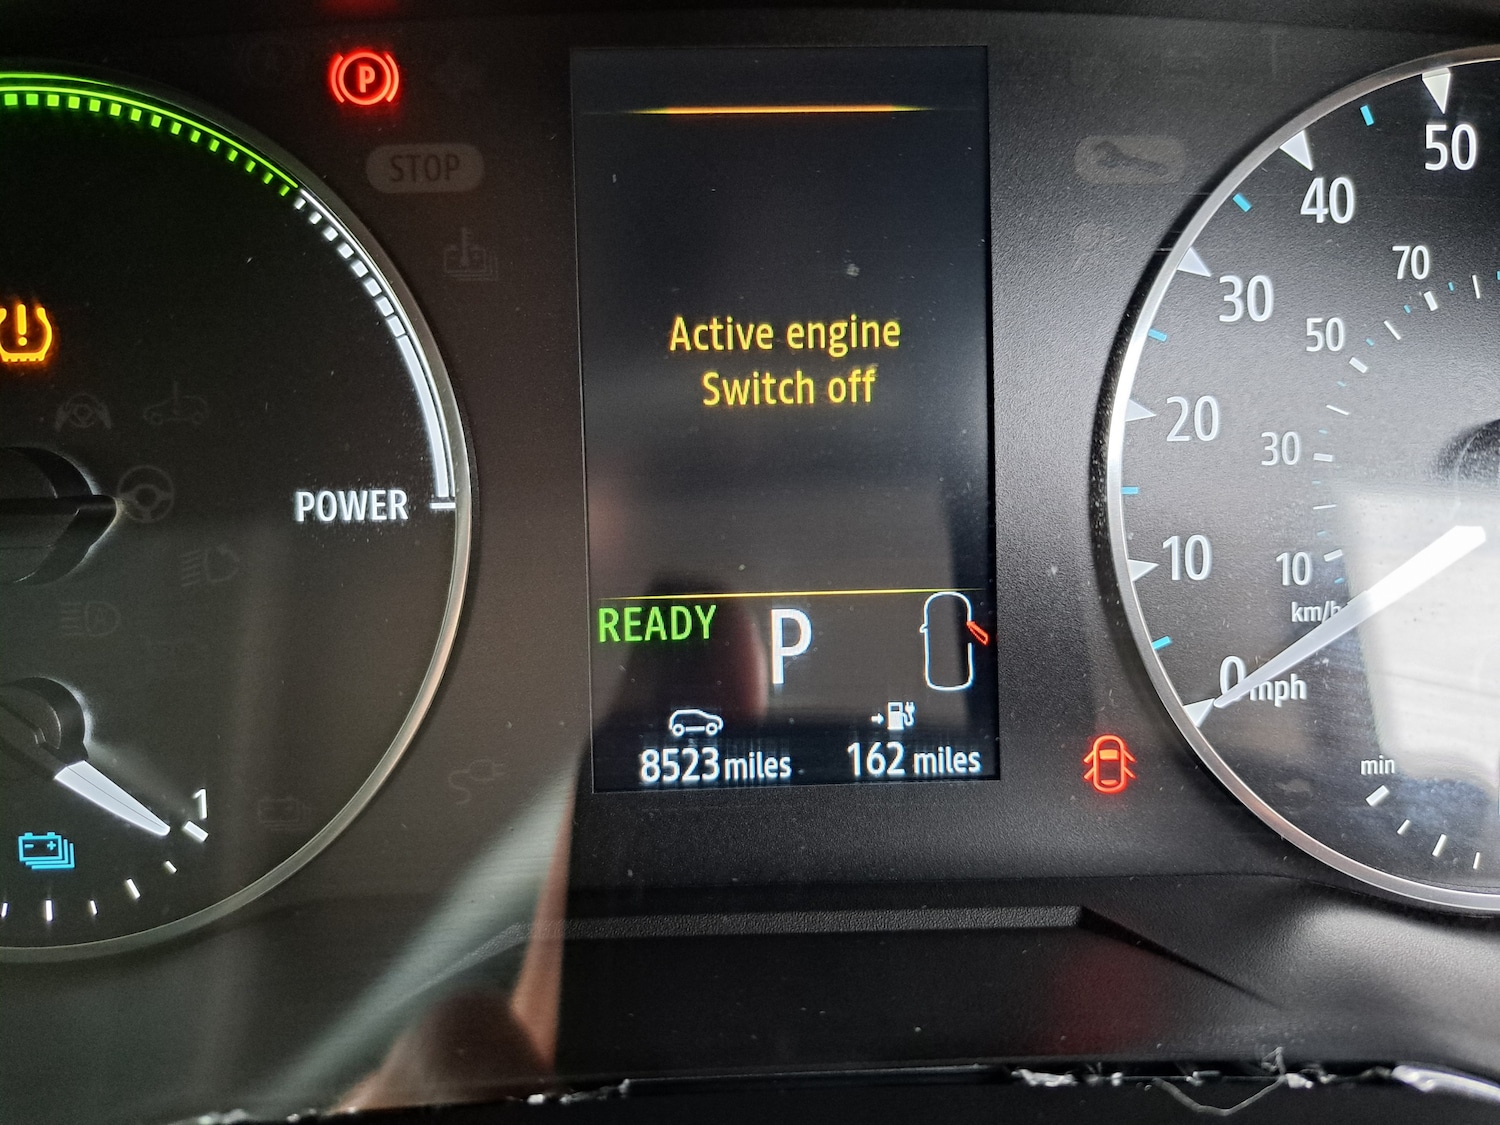 P
STOP
POWER
1
Active engine
Switch off
READY
P
8523 miles
162 miles
50
40
30
20
10
0 mph
70
50
30
10
km/h
min